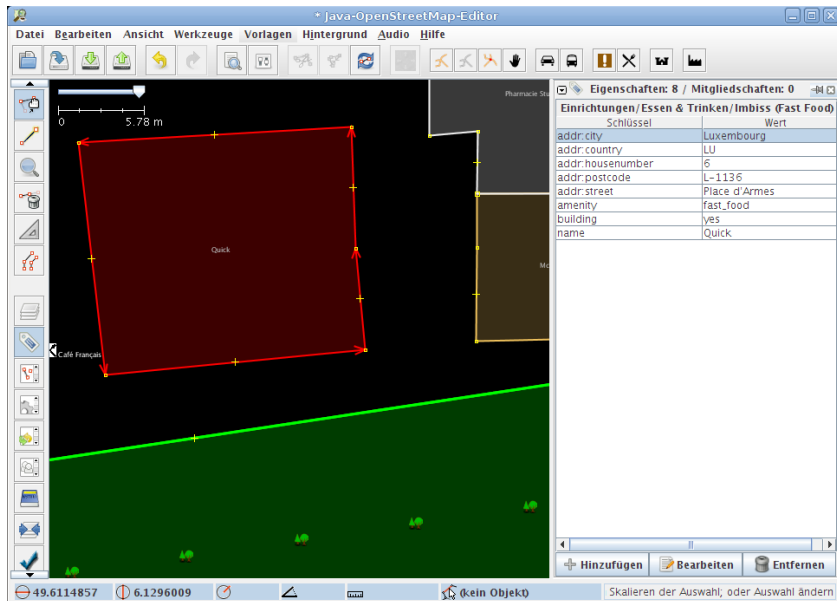 * Java-OpenStreetMap-Editor
Datei Bearbeiten Ansicht Werkzeuge Vorlagen Hintergrund Audio Hilfe
0 5.78 m
Quick
Café Français
Pharmacie
Eigenschaften: 8 / Mitgliedschaften: 0
Einrichtungen/Essen & Trinken/Imbiss (Fast Food)
Schlüssel Wert
addr:city Luxembourg
addr:country LU
addr:housenumber 6
addr:postcode L-1136
addr:street Place d'Armes
amenity fast_food
building yes
name Quick
Hinzufügen Bearbeiten Entfernen
49.6114857 6.1296009 (kein Objekt) Skalieren der Auswahl; oder Auswahl ändern